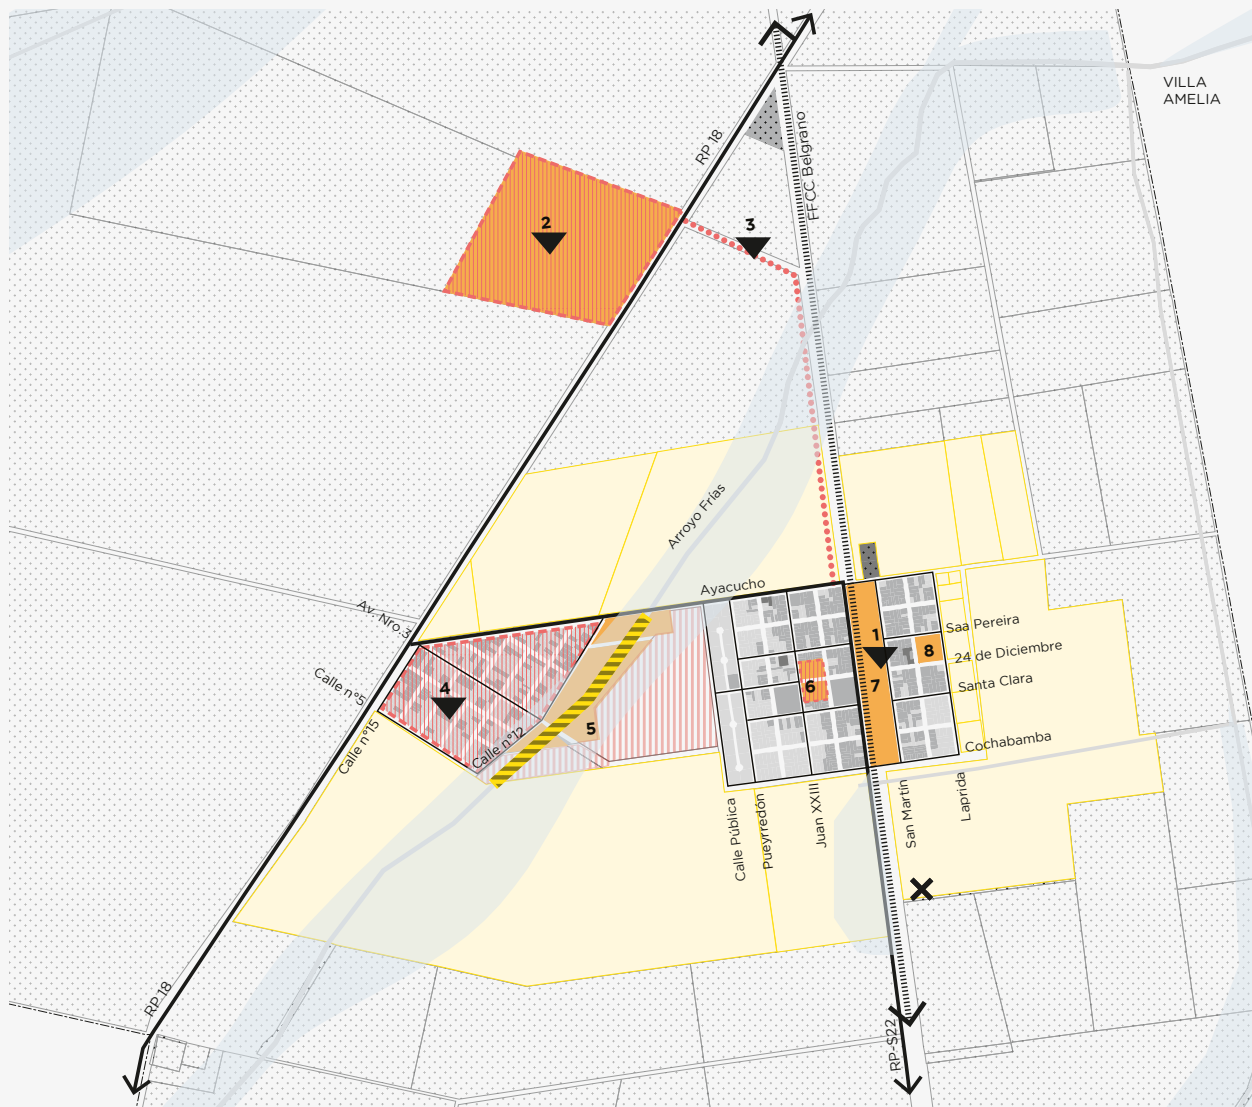 VILLA
AMELIA
RP 18
FFCC Belgrano
2
3
Arroyo Frías
Ayacucho
Av. Nro.3
Saa Pereira
1
8
24 de Diciembre
Calle n°5
4
6
7
Santa Clara
Calle n°15
Calle n°12
5
Cochabamba
Calle Pública
Pueyrredón
Juan XXIII
San Martín
Laprida
RP 18
RP-S22